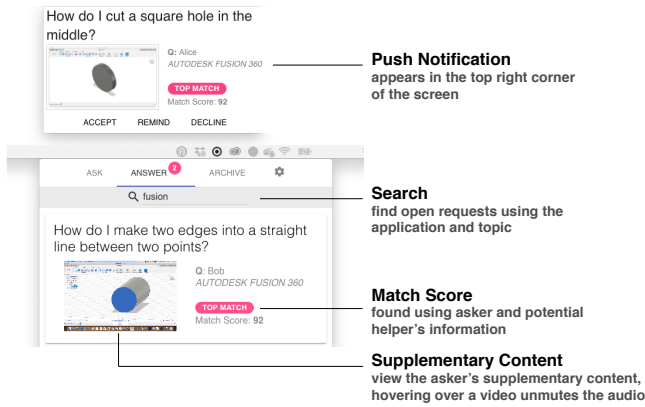 How do I cut a square hole in the
middle?
Q: Alice
AUTODESK FUSION 360
TOP MATCH
Match Score: 92
ACCEPT REMIND DECLINE
Push Notification
appears in the top right corner
of the screen
ASK ANSWER 2 ARCHIVE
fusion
Search
find open requests using the
application and topic
How do I make two edges into a straight
line between two points?
Q: Bob
AUTODESK FUSION 360
TOP MATCH
Match Score: 92
Match Score
found using asker and potential
helper's information
Supplementary Content
view the asker's supplementary content,
hovering over a video unmutes the audio